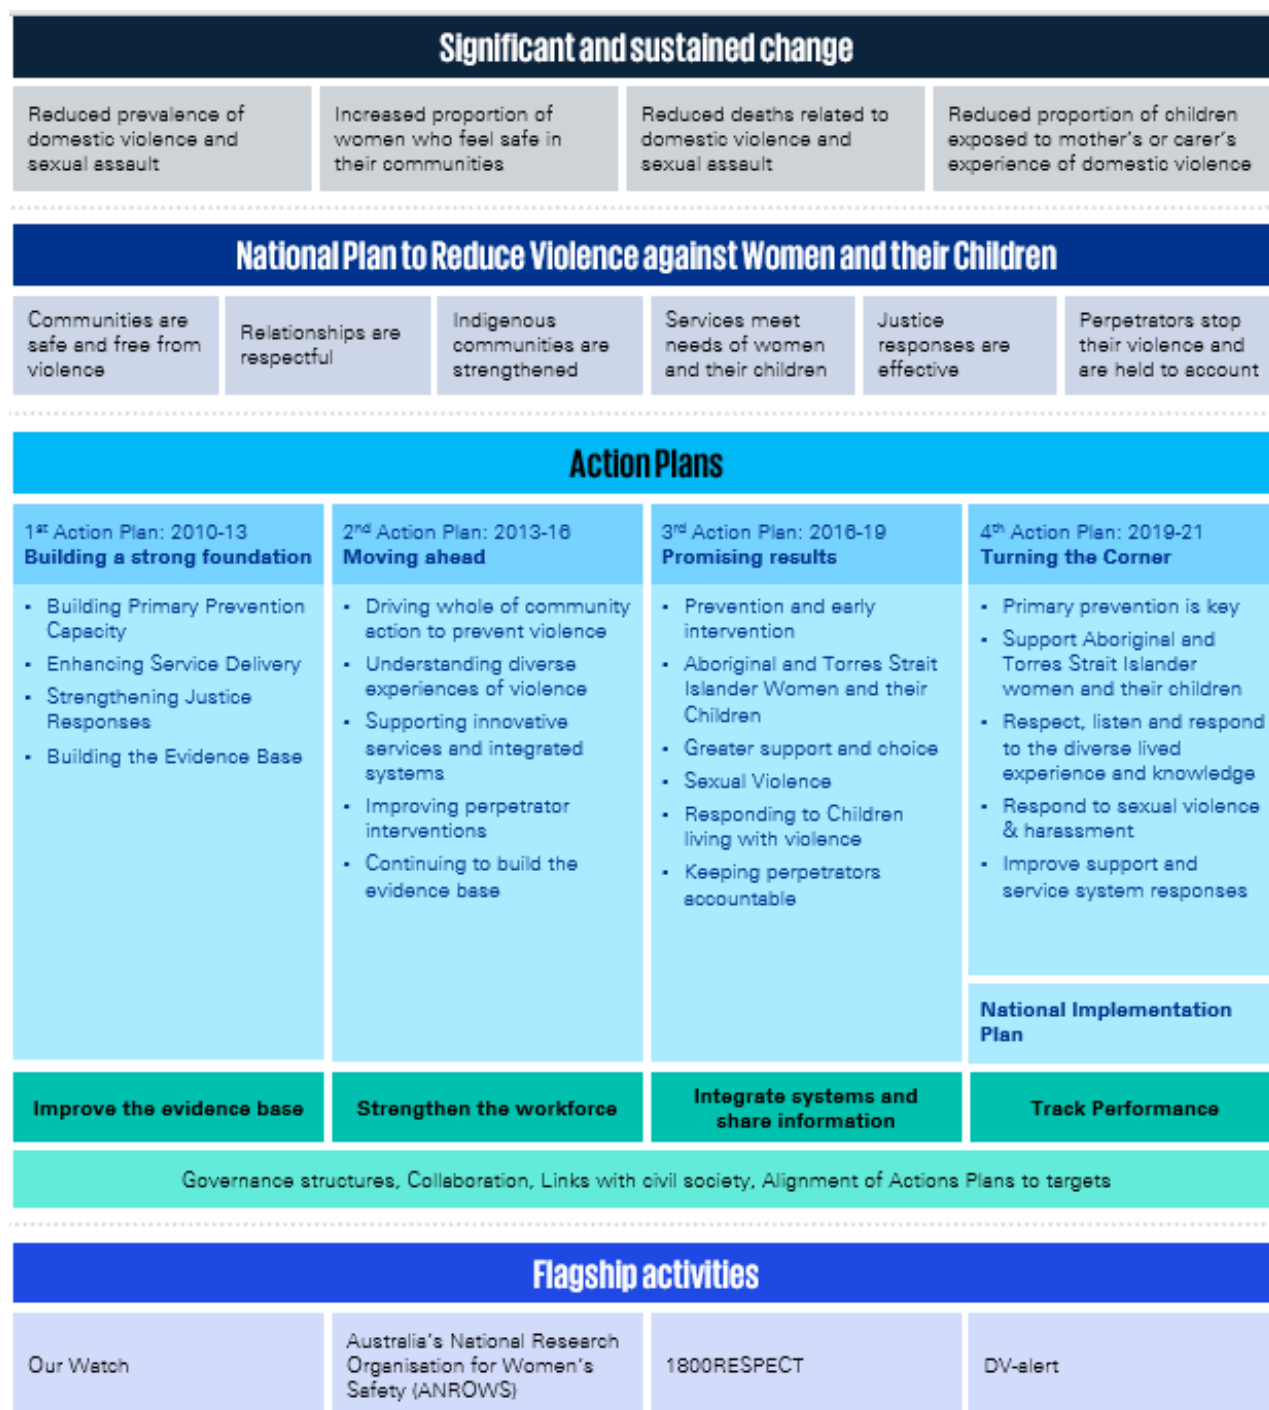 Significant and sustained change
Reduced prevalence of
domestic violence and
sexual assault
Increased proportion of
women who feel safe in
their communities
Reduced deaths related to
domestic violence and
sexual assault
Reduced proportion of children
exposed to mother's or carer's
experience of domestic violence
National Plan to Reduce Violence against Women and their Children
Communities are
safe and free from
violence
Relationships are
respectful
Indigenous
communities are
strengthened
Services meet
needs of women
and their children
Justice
responses are
effective
Perpetrators stop
their violence and
are held to account
Action Plans
1st Action Plan: 2010-13
Building a strong foundation
• Building Primary Prevention
Capacity
• Enhancing Service Delivery
• Strengthening Justice
Responses
• Building the Evidence Base
2nd Action Plan: 2013-16
Moving ahead
• Driving whole of community
action to prevent violence
• Understanding diverse
experiences of violence
• Supporting innovative
services and integrated
systems
• Improving perpetrator
interventions
• Continuing to build the
evidence base
3rd Action Plan: 2016-19
Promising results
• Prevention and early
intervention
• Aboriginal and Torres Strait
Islander Women and their
Children
• Greater support and choice
• Sexual Violence
• Responding to Children
living with violence
• Keeping perpetrators
accountable
4th Action Plan: 2019-21
Turning the Corner
• Primary prevention is key
• Support Aboriginal and
Torres Strait Islander
women and their children
• Respect, listen and respond
to the diverse lived
experience and knowledge
• Respond to sexual violence
& harassment
• Improve support and
service system responses
National Implementation
Plan
Improve the evidence base
Strengthen the workforce
Integrate systems and
share information
Track Performance
Governance structures, Collaboration, Links with civil society, Alignment of Actions Plans to targets
Flagship activities
Our Watch
Australia's National Research
Organisation for Women's
Safety (ANROWS)
1800RESPECT
DV-alert